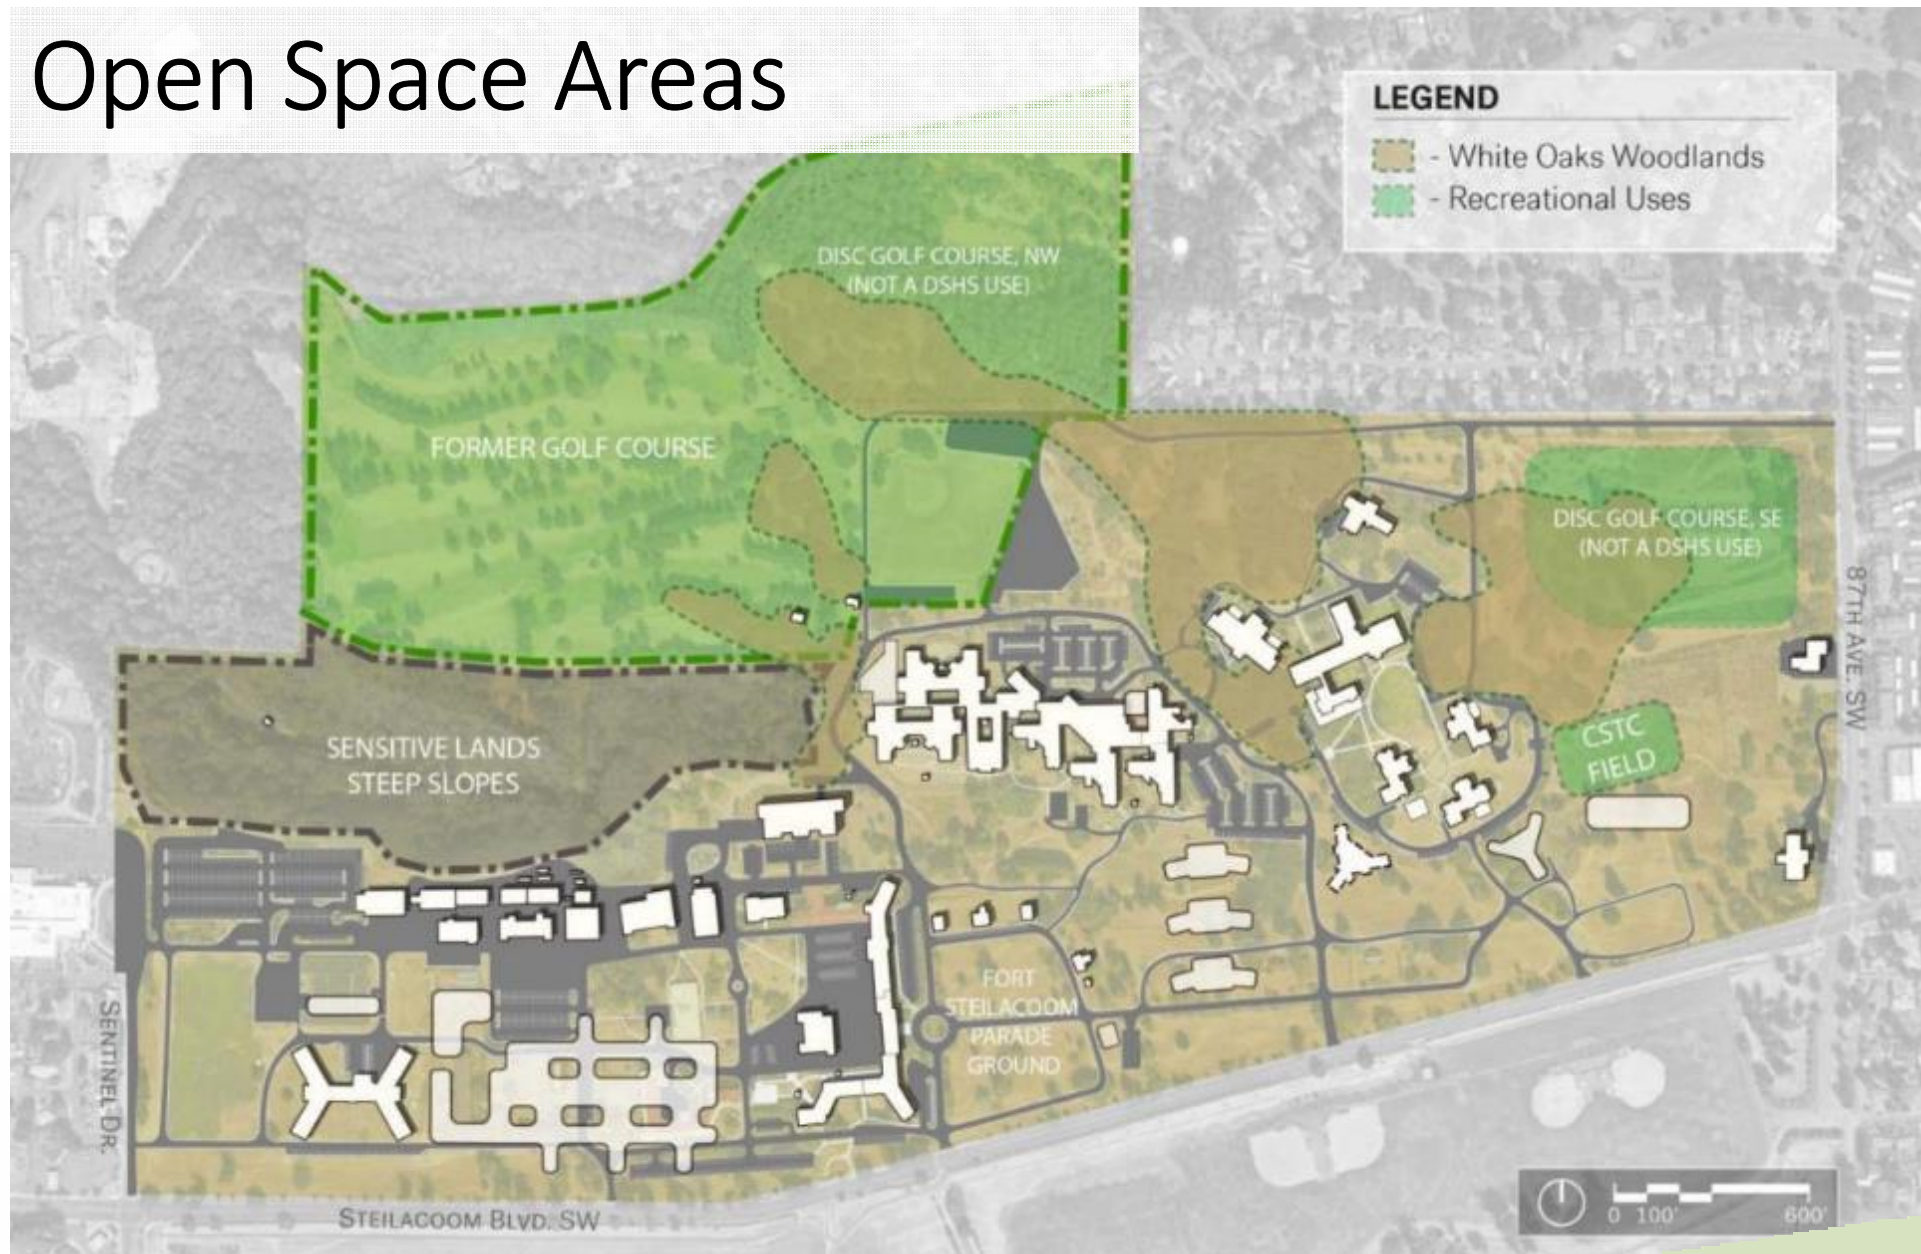 Open Space Areas
LEGEND
- White Oaks Woodlands
- Recreational Uses
DISC GOLF COURSE, NW
(NOT A DSHS USE)
FORMER GOLF COURSE
DISC GOLF COURSE, SE
(NOT A DSHS USE)
87TH AVE. SW
SENSITIVE LANDS
STEEP SLOPES
CSTC
FIELD
FORT
STEILACOOM
PARADE
GROUND
SENTINEL DR.
STEILACOOM BLVD. SW
0 100' 600'